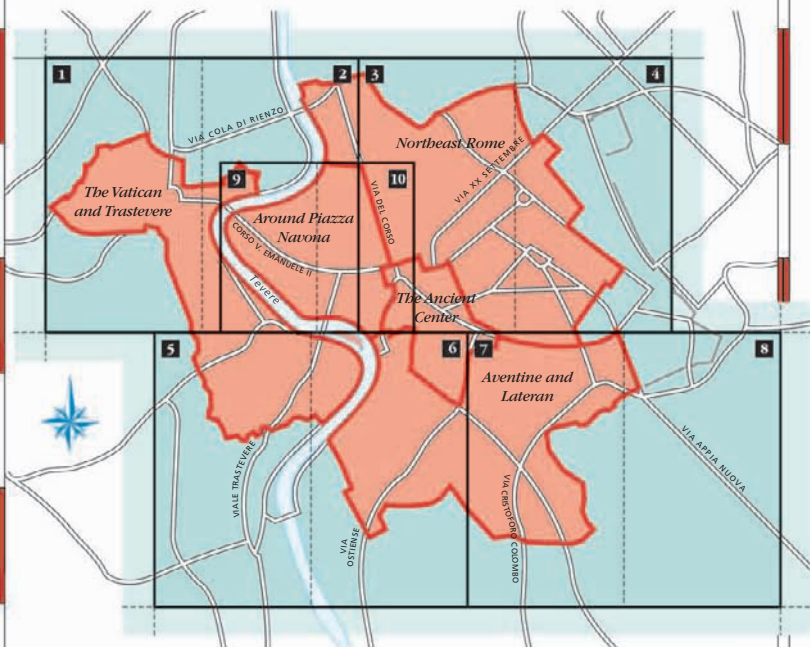 1
2
3
4
VIA COLA DI RIENZO
Northeast Rome
VIA XX SETTEMBRE
9
10
The Vatican
and Trastevere
Around Piazza
Navona
VIA DEL CORSO
CORSO V. EMANUELE II
Tevere
The Ancient
Center
5
6
7
8
Aventine and
Lateran
VIALE TRASTEVERE
VIA
OSTIENSE
VIA CRISTOFORO COLOMBO
VIA APPIA NUOVA